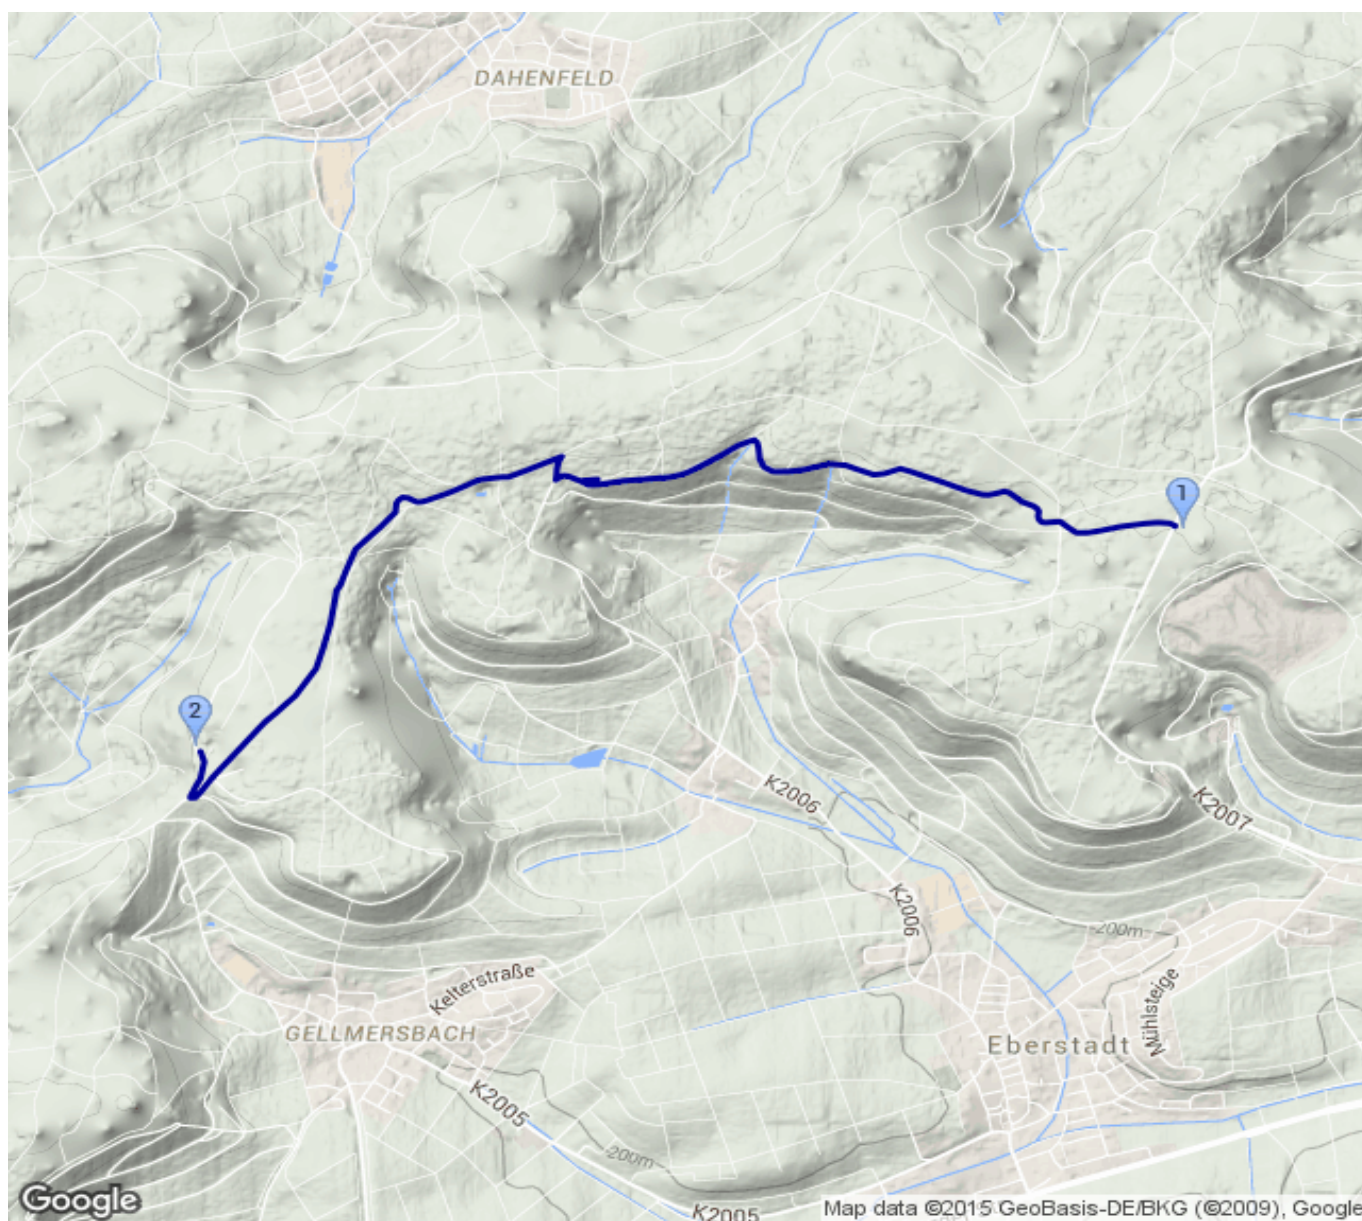 DAHENFELD
1
2
K2006
K2007
K2006
200m
Kelterstraße
Mühlsteige
GELLMERSBACH
Eberstadt
K2005
200m
K2005
Google
Map data ©2015 GeoBasis-DE/BKG (©2009), Google